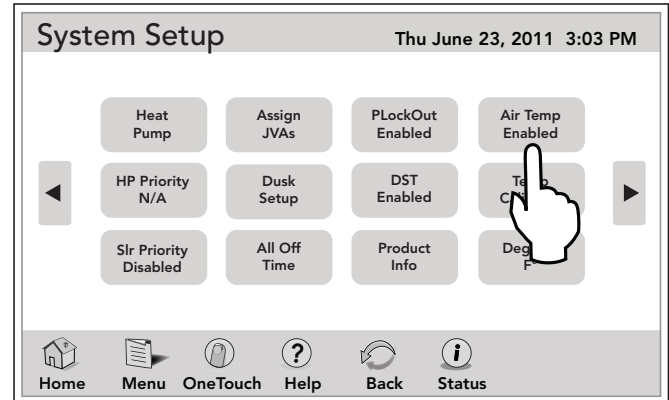 System Setup
Thu June 23, 2011 3:03 PM
Heat
Pump
Assign
JVAs
PLockOut
Enabled
Air Temp
Enabled
HP Priority
N/A
Dusk
Setup
DST
Enabled
Slr Priority
Disabled
All Off
Time
Product
Info
Home
Menu
OneTouch
Help
Back
Status